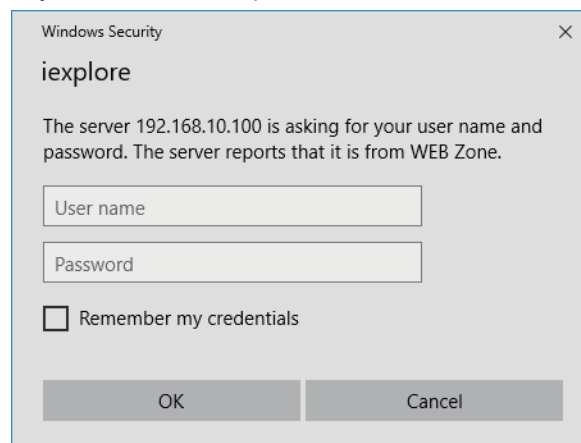 Windows Security
iexplore
The server 192.168.10.100 is asking for your user name and
password. The server reports that it is from WEB Zone.
User name
Password
Remember my credentials
OK
Cancel